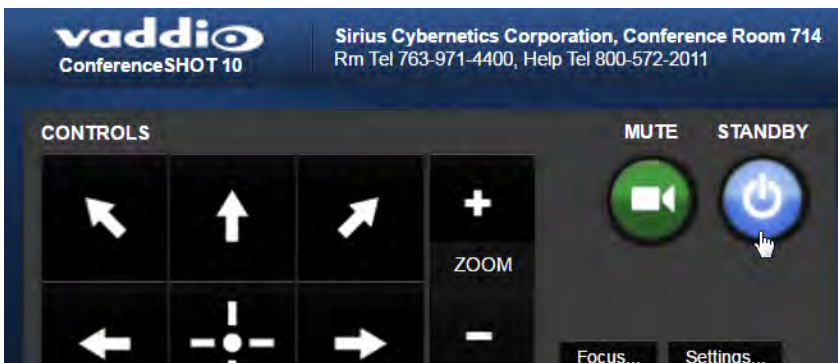 vaddio
ConferenceSHOT 10
Sirius Cybernetics Corporation, Conference Room 714
Rm Tel 763-971-4400, Help Tel 800-572-2011
CONTROLS
MUTE STANDBY
+
ZOOM
-
Focus... Settings...